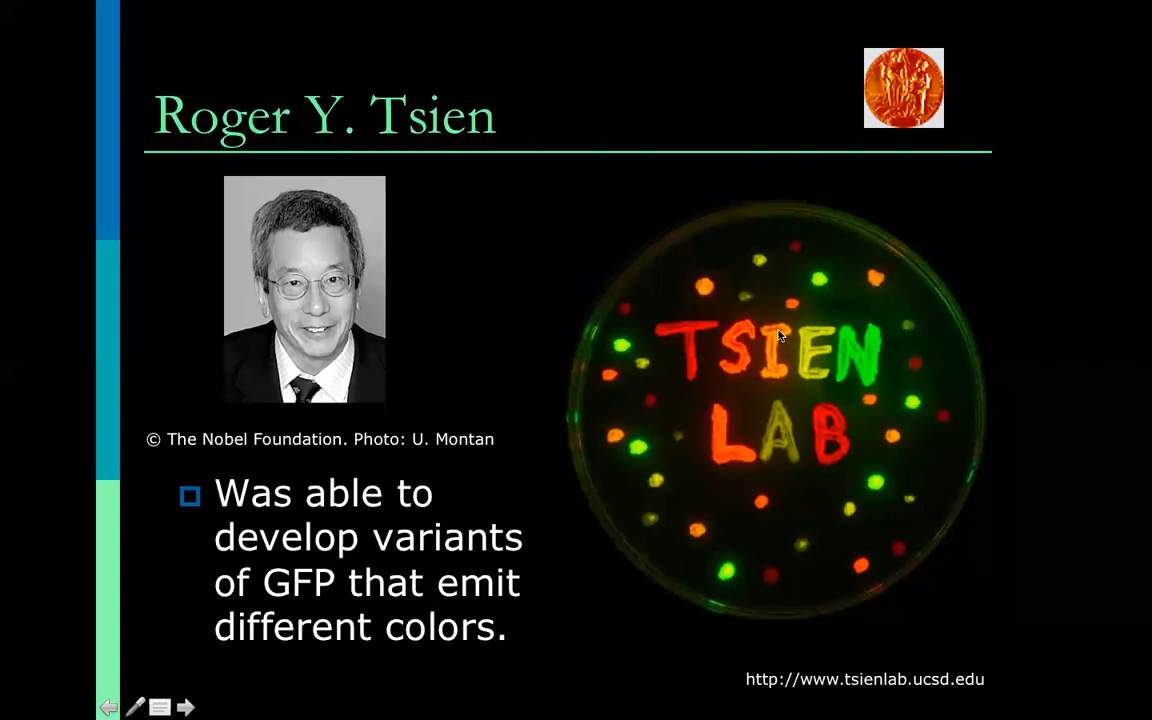 Roger Y. Tsien
TSIEN
LAB
© The Nobel Foundation. Photo: U. Montan
Was able to
develop variants
of GFP that emit
different colors.
http://www.tsienlab.ucsd.edu